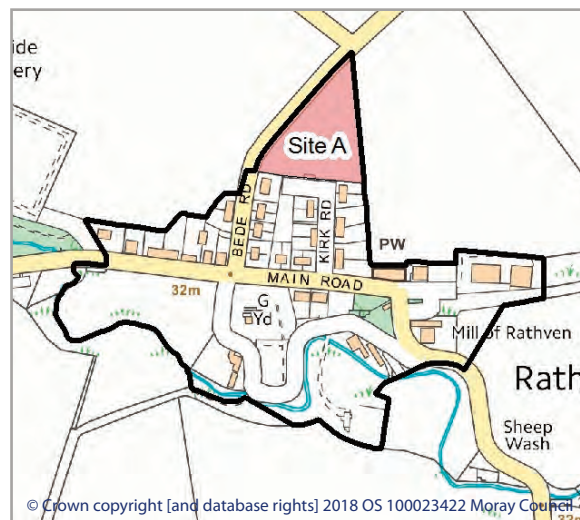 ide
ery
Site A
BEDE RD
KIRK RD
PW
MAIN ROAD
32m
G
Yd
Mill of Rathven
Rath
Sheep
Wash
© Crown copyright [and database rights] 2018 OS 100023422 Moray Council